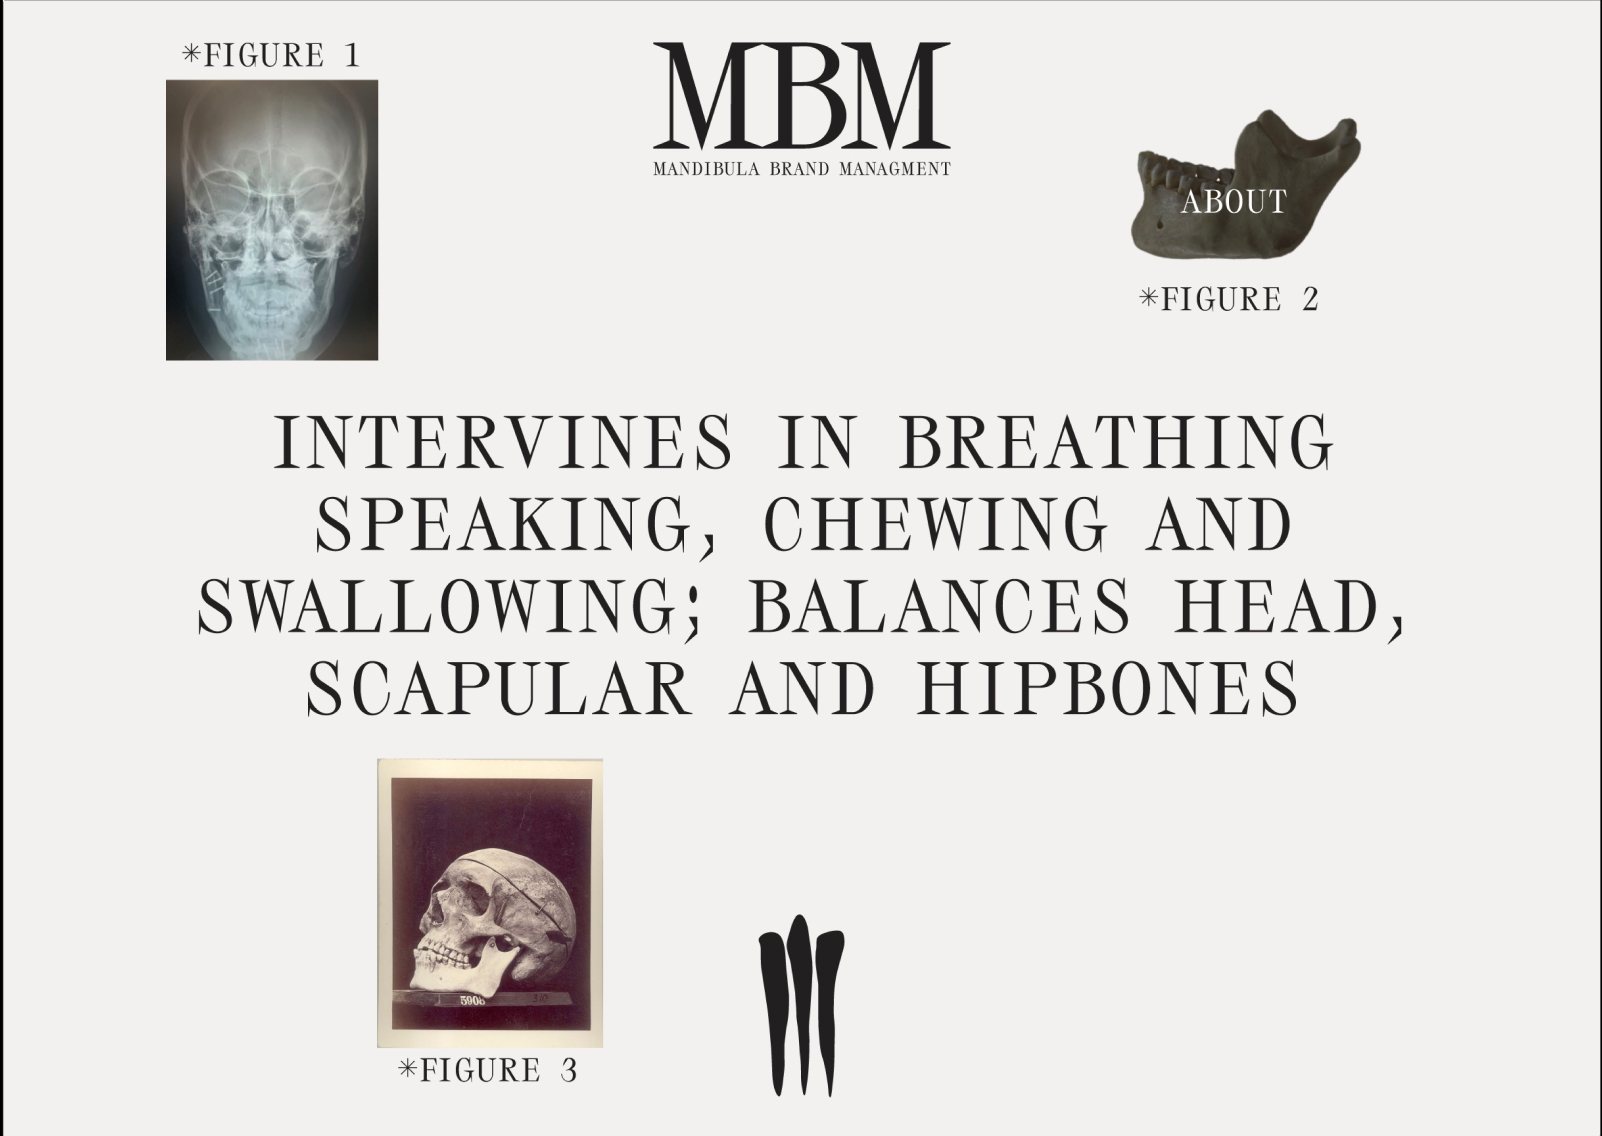 *FIGURE 1
MBM
MANDIBULA BRAND MANAGMENT
ABOUT
*FIGURE 2
INTERVINES IN BREATHING
SPEAKING, CHEWING AND
SWALLOWING; BALANCES HEAD,
SCAPULAR AND HIPBONES
5908
*FIGURE 3